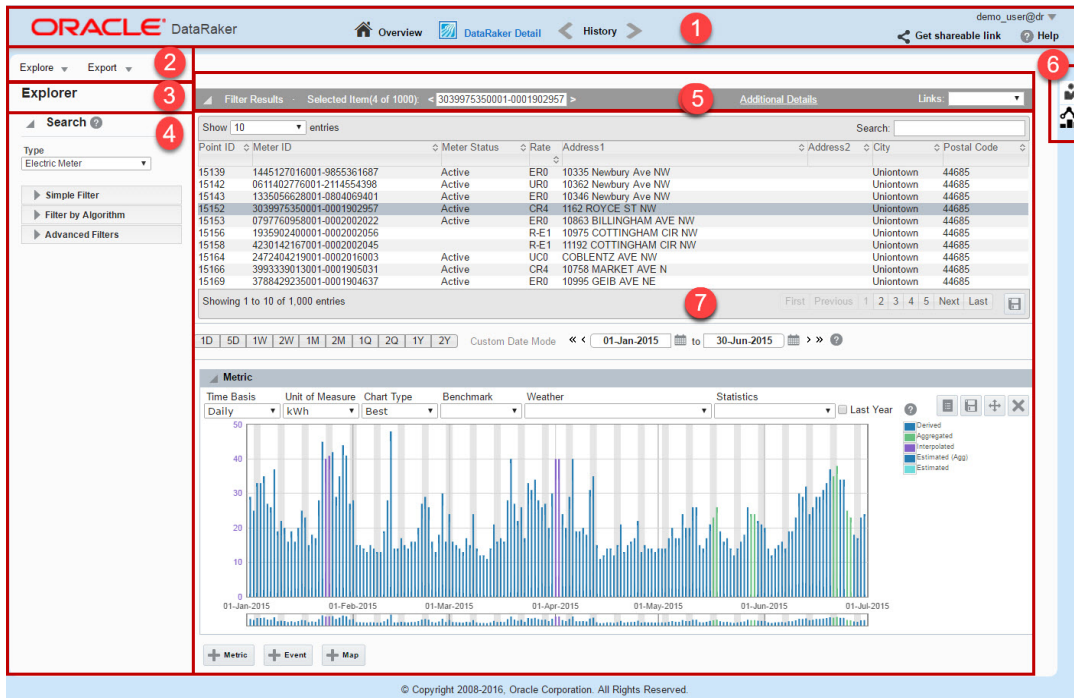 ORACLE® DataRaker
Overview DataRaker Detail History 1
demo_user@dr
Get shareable link Help
Explore Export 2
6
Explorer 3
Filter Results - Selected Item(4 of 1000): < 3039975350001-0001902957 > 5 Additional Details Links:
Search 4
Type
Electric Meter
Simple Filter
Filter by Algorithm
Advanced Filters
Show 10 entries Search:
Point ID Meter ID Meter Status Rate Address1 Address2 City Postal Code
15139 1445127016001-9855361687 Active ER0 10335 Newbury Ave NW Uniontown 44685
15142 0611402776001-2114554398 Active UR0 10362 Newbury Ave NW Uniontown 44685
15143 1335056628001-0804069401 Active ER0 10346 Newbury Ave NW Uniontown 44685
15152 3039975350001-0001902957 Active CR4 1162 ROYCE ST NW Uniontown 44685
15153 0797760958001-0002002022 Active ER0 10863 BILLINGHAM AVE NW Uniontown 44685
15156 1935902400001-0002002056 R-E1 10975 COTTINGHAM CIR NW Uniontown 44685
15158 4230142167001-0002002045 R-E1 11192 COTTINGHAM CIR NW Uniontown 44685
15164 2472404219001-0002016003 Active UC0 COBLENTZ AVE NW Uniontown 44685
15166 3993339013001-0001905031 Active CR4 10758 MARKET AVE N Uniontown 44685
15169 3788429235001-0001904637 Active ER0 10995 GEIB AVE NE Uniontown 44685
Showing 1 to 10 of 1,000 entries 7 First Previous 1 2 3 4 5 Next Last
1D 5D 1W 2W 1M 2M 1Q 2Q 1Y 2Y Custom Date Mode « ‹ 01-Jan-2015 to 30-Jun-2015 › »
Metric
Time Basis Unit of Measure Chart Type Benchmark Weather Statistics
Daily kWh Best Last Year
Derived
Aggregated
Interpolated
Estimated (Agg)
Estimated
50
40
30
20
10
0
01-Jan-2015 01-Feb-2015 01-Mar-2015 01-Apr-2015 01-May-2015 01-Jun-2015 01-Jul-2015
Metric Event Map
© Copyright 2008-2016, Oracle Corporation. All Rights Reserved.